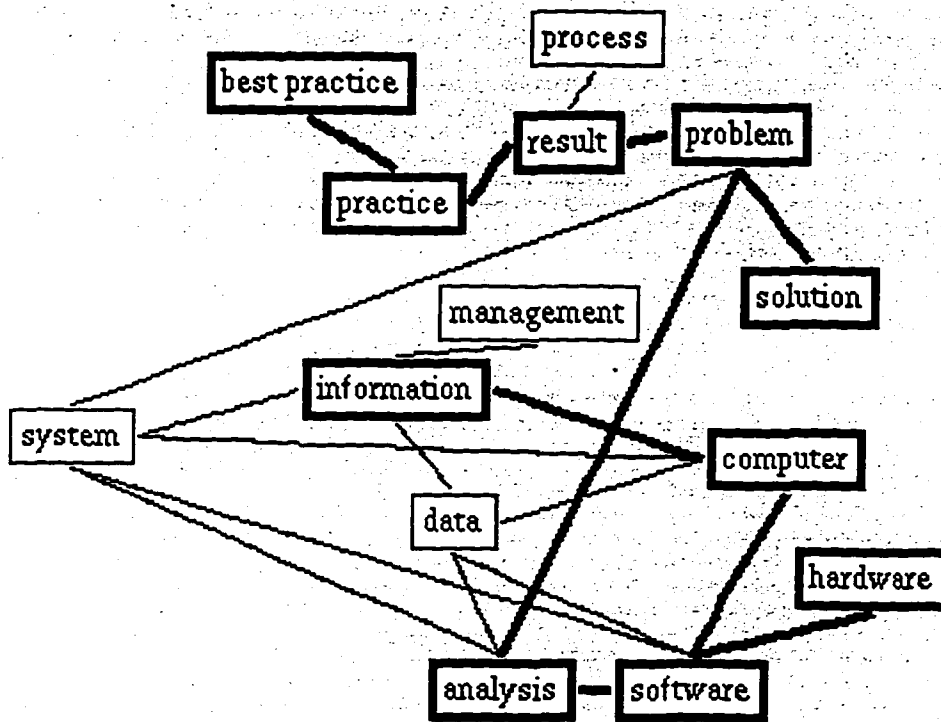 process
best practice
result
problem
practice
solution
management
information
system
computer
data
hardware
analysis
software